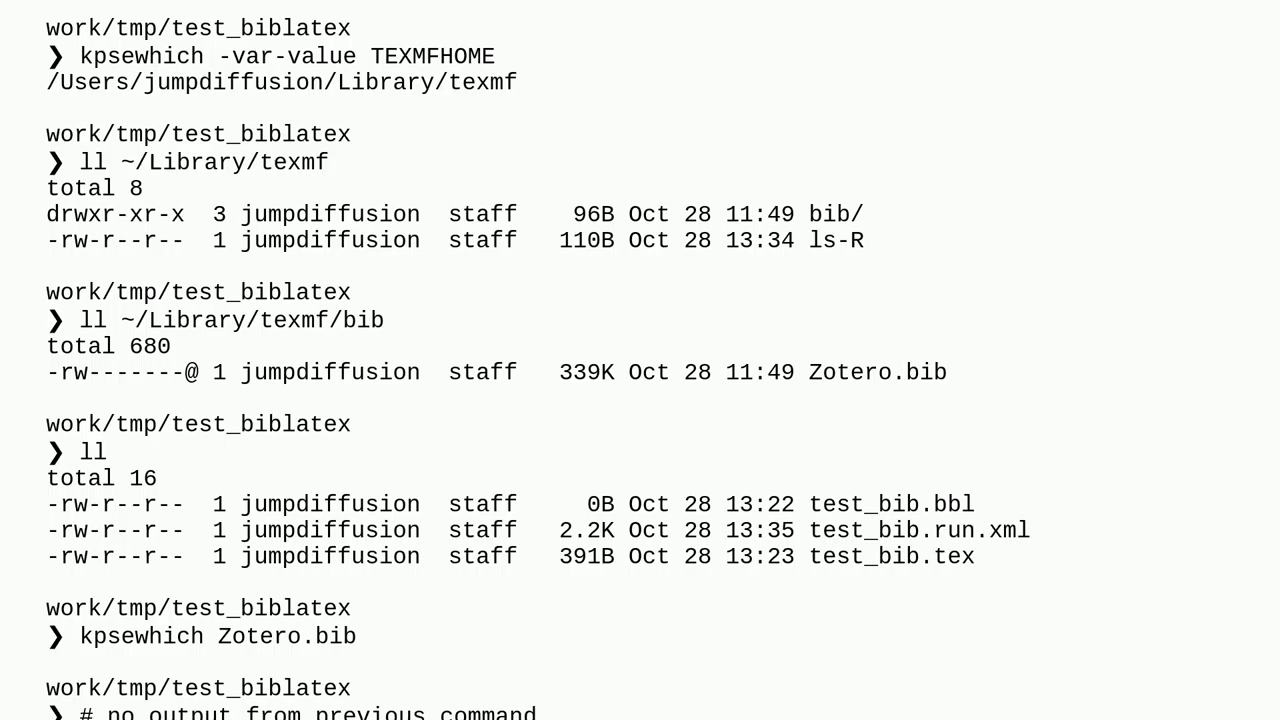 work/tmp/test_biblatex
❯ kpsewhich -var-value TEXMFHOME
/Users/jumpdiffusion/Library/texmf
work/tmp/test_biblatex
❯ ll ~/Library/texmf
total 8
drwxr-xr-x  3 jumpdiffusion  staff    96B Oct 28 11:49 bib/
-rw-r--r--  1 jumpdiffusion  staff   110B Oct 28 13:34 ls-R
work/tmp/test_biblatex
❯ ll ~/Library/texmf/bib
total 680
-rw-------@ 1 jumpdiffusion  staff   339K Oct 28 11:49 Zotero.bib
work/tmp/test_biblatex
❯ ll
total 16
-rw-r--r--  1 jumpdiffusion  staff     0B Oct 28 13:22 test_bib.bbl
-rw-r--r--  1 jumpdiffusion  staff   2.2K Oct 28 13:35 test_bib.run.xml
-rw-r--r--  1 jumpdiffusion  staff   391B Oct 28 13:23 test_bib.tex
work/tmp/test_biblatex
❯ kpsewhich Zotero.bib
work/tmp/test_biblatex
❯ # no output from previous command